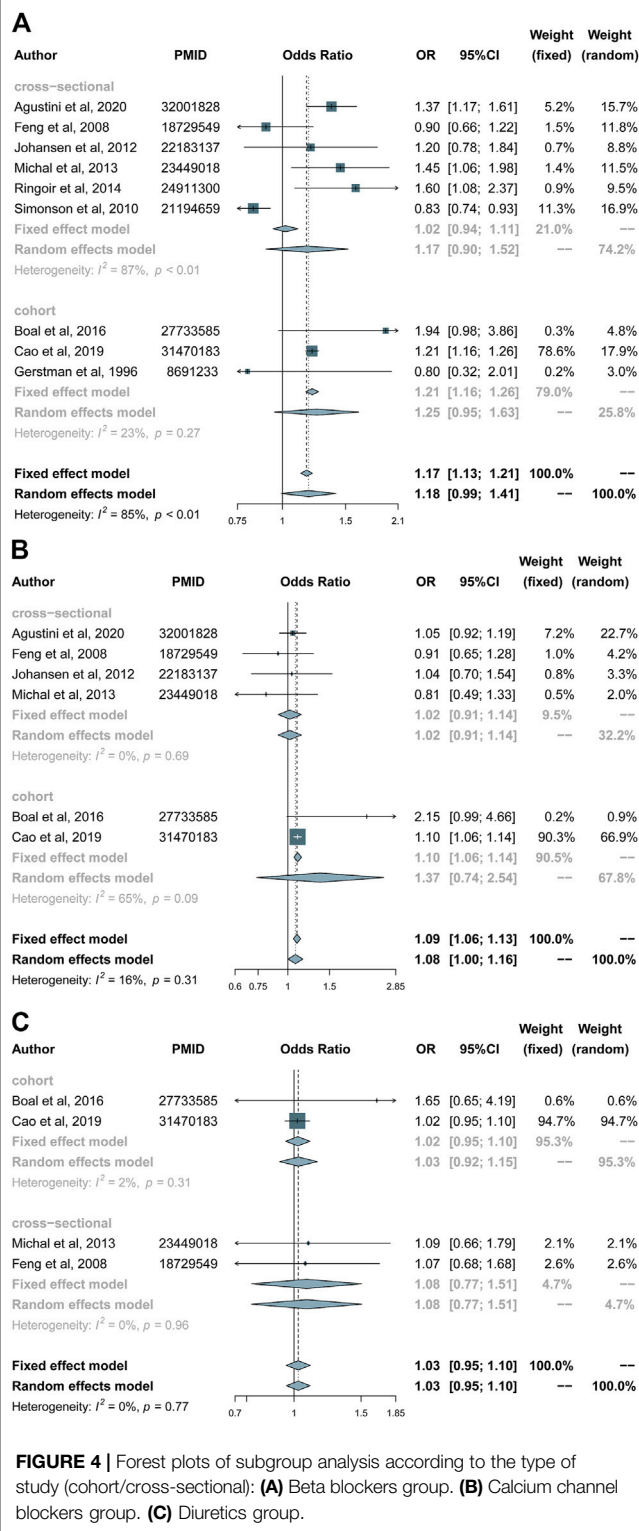 A
Weight Weight
Author PMID Odds Ratio OR 95%CI (fixed) (random)
cross−sectional
Agustini et al, 2020 32001828 1.37 [1.17; 1.61] 5.2% 15.7%
Feng et al, 2008 18729549 0.90 [0.66; 1.22] 1.5% 11.8%
Johansen et al, 2012 22183137 1.20 [0.78; 1.84] 0.7% 8.8%
Michal et al, 2013 23449018 1.45 [1.06; 1.98] 1.4% 11.5%
Ringoir et al, 2014 24911300 1.60 [1.08; 2.37] 0.9% 9.5%
Simonson et al, 2010 21194659 0.83 [0.74; 0.93] 11.3% 16.9%
Fixed effect model 1.02 [0.94; 1.11] 21.0% −−
Random effects model 1.17 [0.90; 1.52] −− 74.2%
Heterogeneity: I² = 87%, p < 0.01
cohort
Boal et al, 2016 27733585 1.94 [0.98; 3.86] 0.3% 4.8%
Cao et al, 2019 31470183 1.21 [1.16; 1.26] 78.6% 17.9%
Gerstman et al, 1996 8691233 0.80 [0.32; 2.01] 0.2% 3.0%
Fixed effect model 1.21 [1.16; 1.26] 79.0% −−
Random effects model 1.25 [0.95; 1.63] −− 25.8%
Heterogeneity: I² = 23%, p = 0.27
Fixed effect model 1.17 [1.13; 1.21] 100.0% −−
Random effects model 1.18 [0.99; 1.41] −− 100.0%
Heterogeneity: I² = 85%, p < 0.01
0.75 1 1.5 2.1
B
Weight Weight
Author PMID Odds Ratio OR 95%CI (fixed) (random)
cross−sectional
Agustini et al, 2020 32001828 1.05 [0.92; 1.19] 7.2% 22.7%
Feng et al, 2008 18729549 0.91 [0.65; 1.28] 1.0% 4.2%
Johansen et al, 2012 22183137 1.04 [0.70; 1.54] 0.8% 3.3%
Michal et al, 2013 23449018 0.81 [0.49; 1.33] 0.5% 2.0%
Fixed effect model 1.02 [0.91; 1.14] 9.5% −−
Random effects model 1.02 [0.91; 1.14] −− 32.2%
Heterogeneity: I² = 0%, p = 0.69
cohort
Boal et al, 2016 27733585 2.15 [0.99; 4.66] 0.2% 0.9%
Cao et al, 2019 31470183 1.10 [1.06; 1.14] 90.3% 66.9%
Fixed effect model 1.10 [1.06; 1.14] 90.5% −−
Random effects model 1.37 [0.74; 2.54] −− 67.8%
Heterogeneity: I² = 65%, p = 0.09
Fixed effect model 1.09 [1.06; 1.13] 100.0% −−
Random effects model 1.08 [1.00; 1.16] −− 100.0%
Heterogeneity: I² = 16%, p = 0.31
0.6 0.75 1 1.5 2.85
C
Weight Weight
Author PMID Odds Ratio OR 95%CI (fixed) (random)
cohort
Boal et al, 2016 27733585 1.65 [0.65; 4.19] 0.6% 0.6%
Cao et al, 2019 31470183 1.02 [0.95; 1.10] 94.7% 94.7%
Fixed effect model 1.02 [0.95; 1.10] 95.3% −−
Random effects model 1.03 [0.92; 1.15] −− 95.3%
Heterogeneity: I² = 2%, p = 0.31
cross−sectional
Michal et al, 2013 23449018 1.09 [0.66; 1.79] 2.1% 2.1%
Feng et al, 2008 18729549 1.07 [0.68; 1.68] 2.6% 2.6%
Fixed effect model 1.08 [0.77; 1.51] 4.7% −−
Random effects model 1.08 [0.77; 1.51] −− 4.7%
Heterogeneity: I² = 0%, p = 0.96
Fixed effect model 1.03 [0.95; 1.10] 100.0% −−
Random effects model 1.03 [0.95; 1.10] −− 100.0%
Heterogeneity: I² = 0%, p = 0.77
0.7 1 1.5 1.85
FIGURE 4 | Forest plots of subgroup analysis according to the type of
study (cohort/cross-sectional): (A) Beta blockers group. (B) Calcium channel
blockers group. (C) Diuretics group.